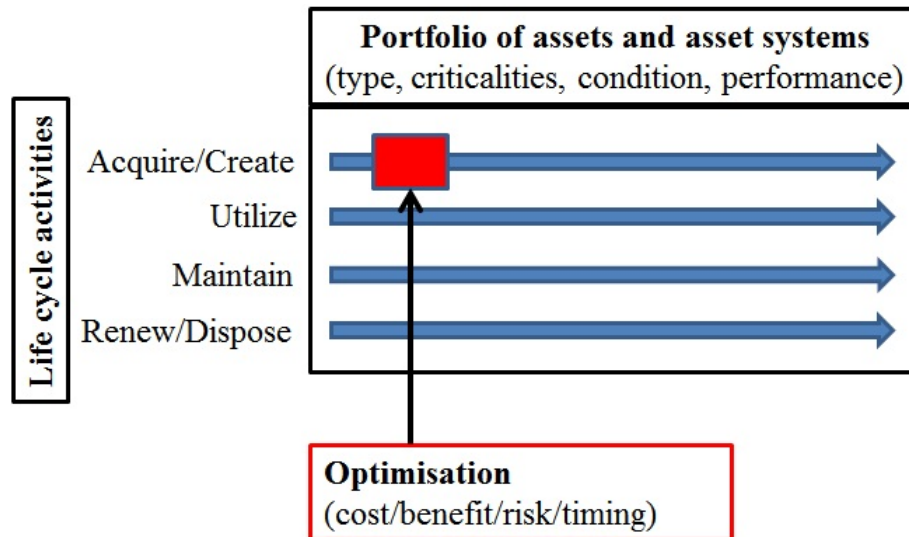 Portfolio of assets and asset systems
(type, criticalities, condition, performance)
Life cycle activities
Acquire/Create
Utilize
Maintain
Renew/Dispose
Optimisation
(cost/benefit/risk/timing)